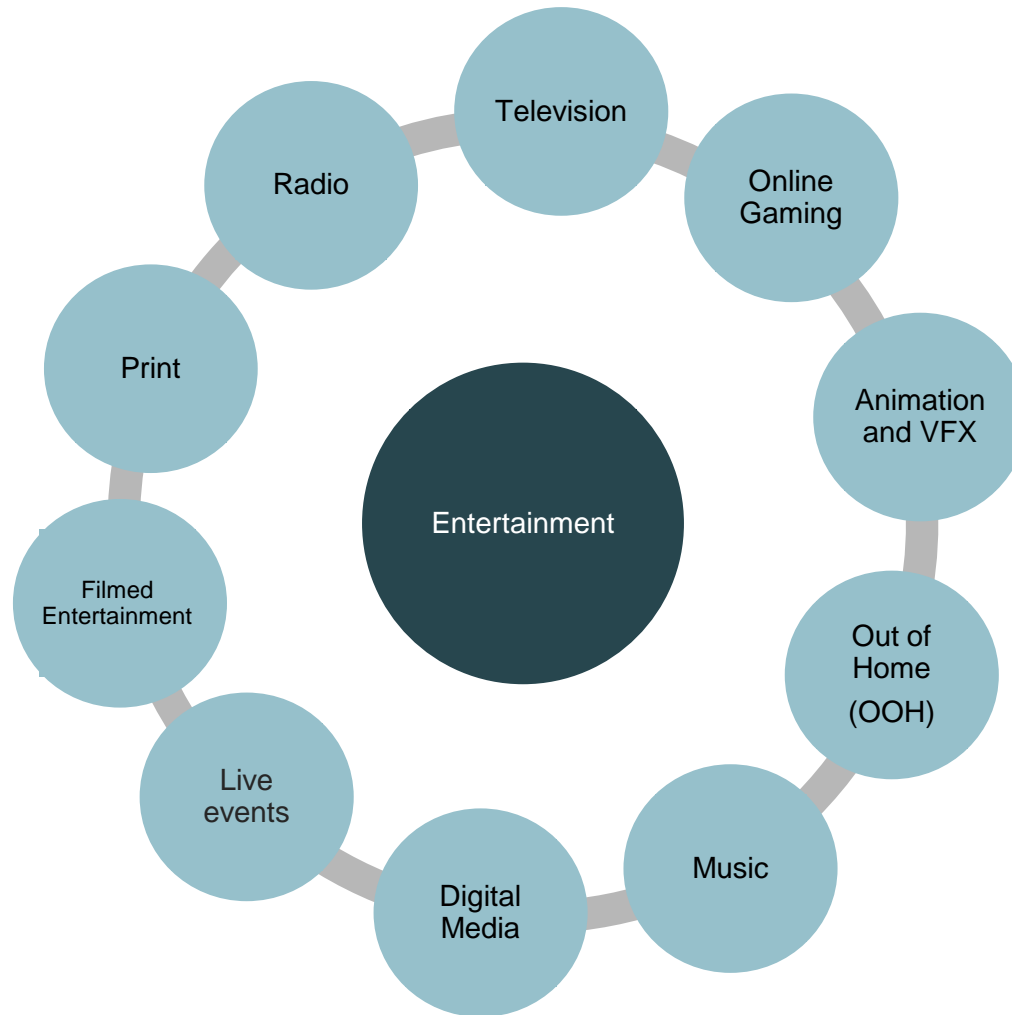 Television
Radio
Online
Gaming
Print
Animation
and VFX
Entertainment
Filmed
Entertainment
Out of
Home
(OOH)
Live
events
Music
Digital
Media